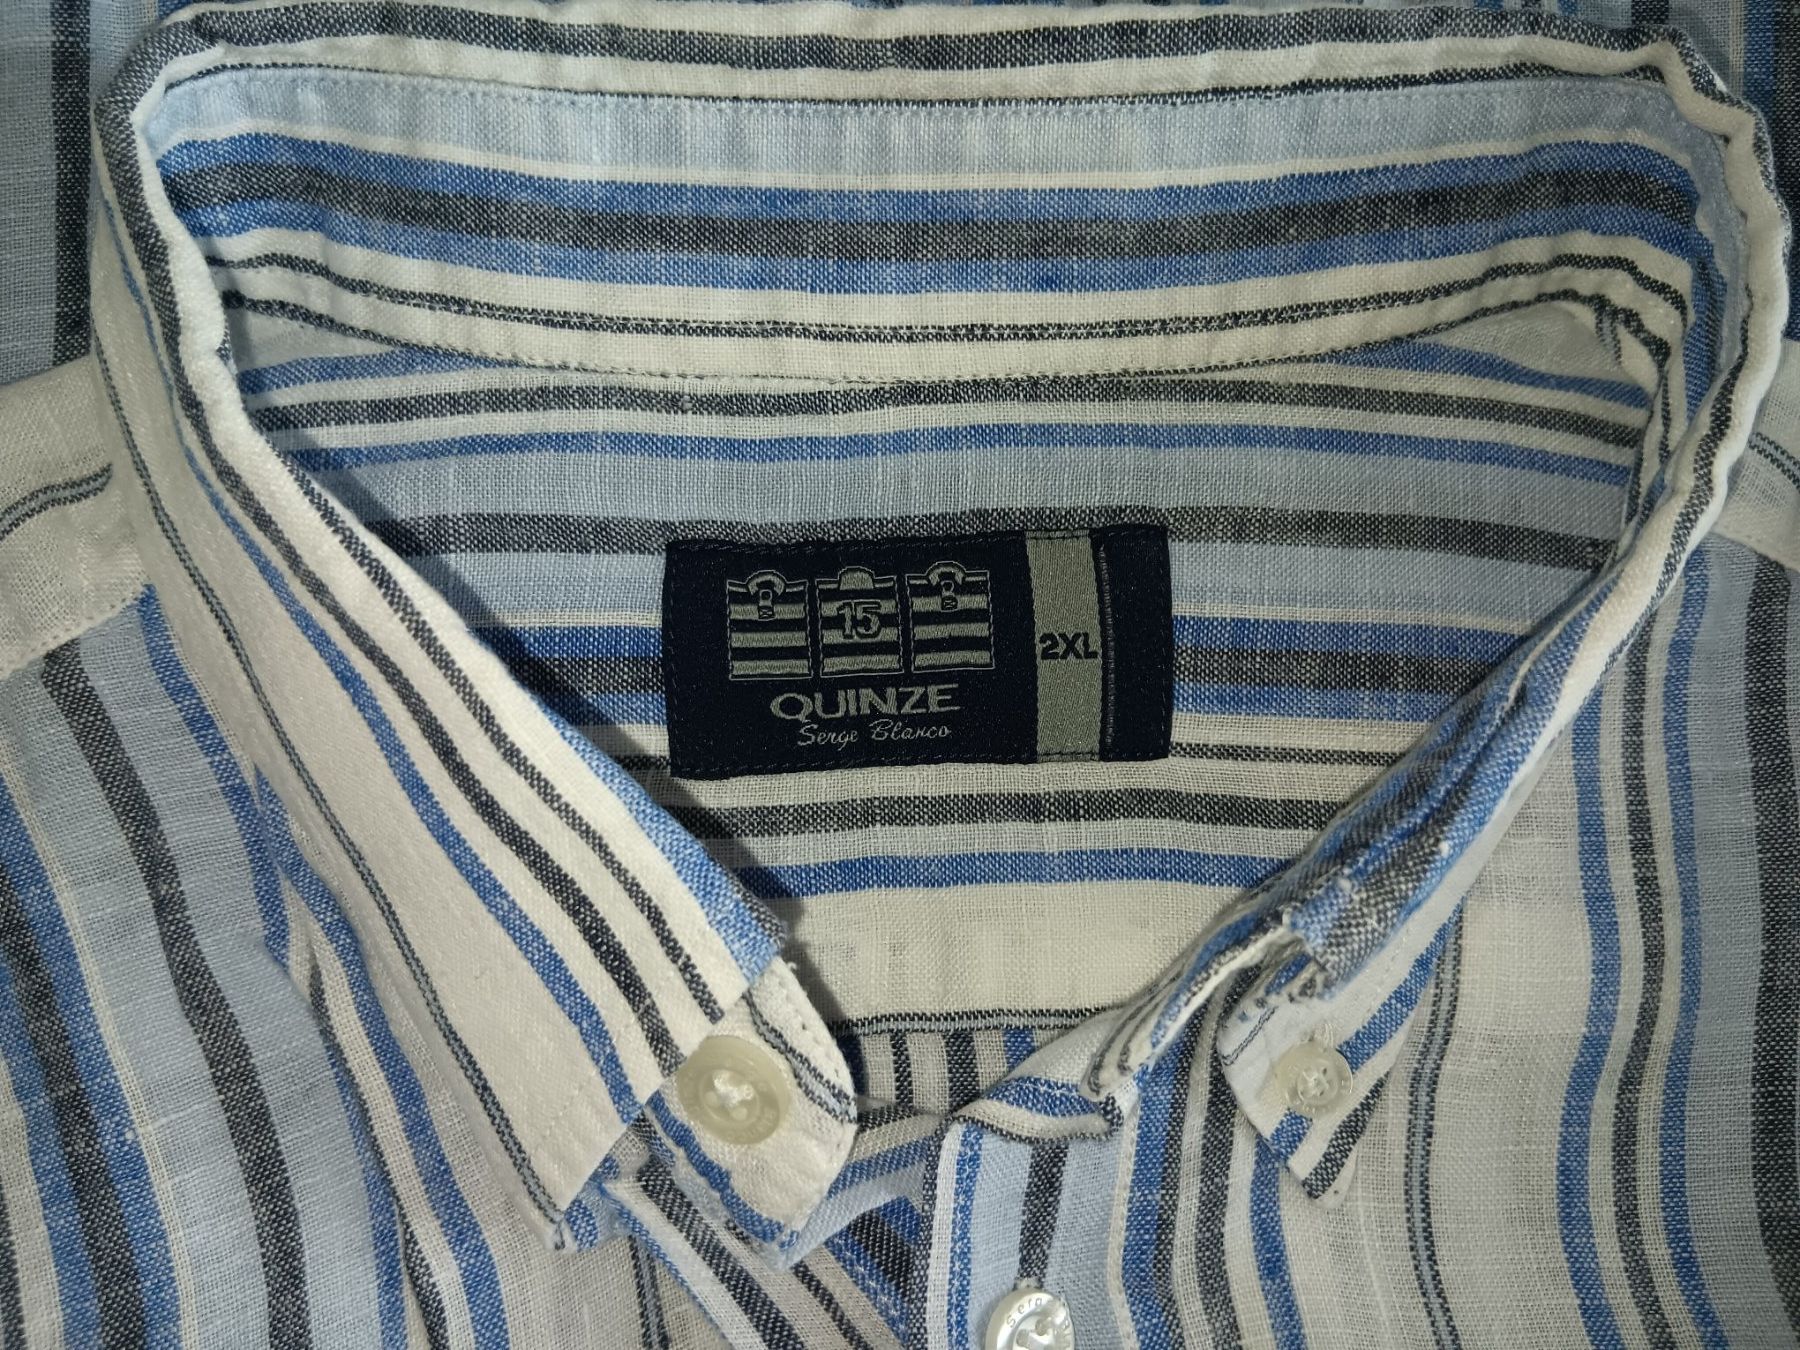 15
QUINZE
Serge Blanco
2XL